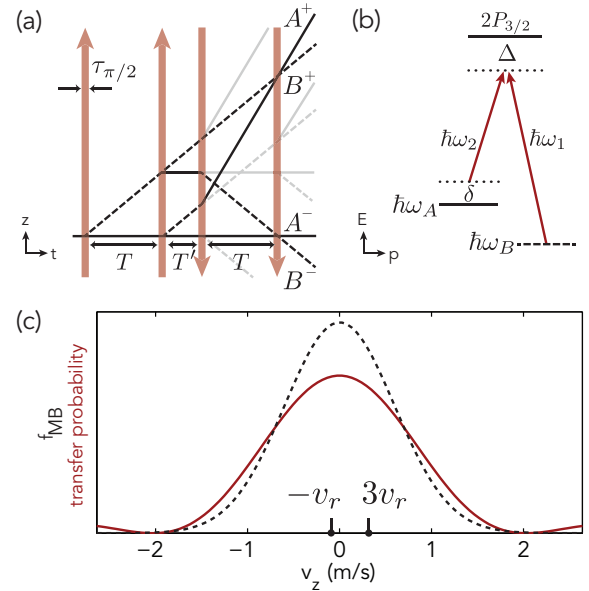 (a)
A⁺
B⁺
τπ/2
A⁻
B⁻
z
t
T
T′
T
(b)
2P3/2
Δ
ħω2
ħω1
ħωA
δ
ħωB
E
p
(c)
fMB
transfer probability
−vr
3vr
−2
−1
0
1
2
vz (m/s)